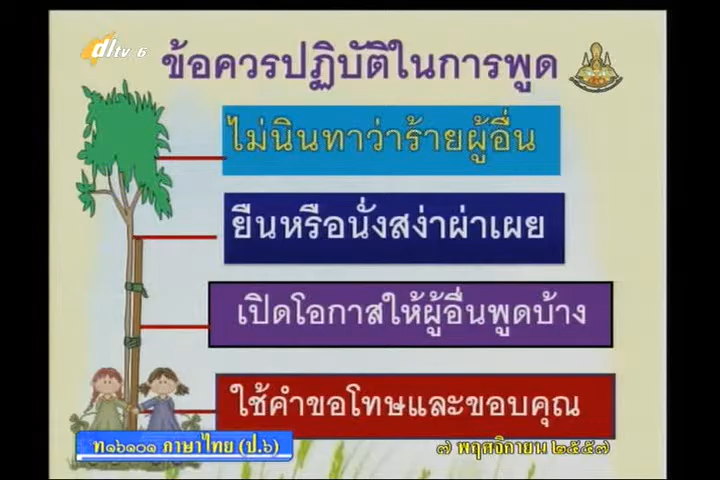 dltv 6
ข้อควรปฏิบัติในการพูด
ไม่นินทาว่าร้ายผู้อื่น
ยืนหรือนั่งสง่าผ่าเผย
เปิดโอกาสให้ผู้อื่นพูดบ้าง
ใช้คำขอโทษและขอบคุณ
ท๑๖๑๐๑ ภาษาไทย (ป.๖)
๗ พฤศจิกายน ๒๕๕๗